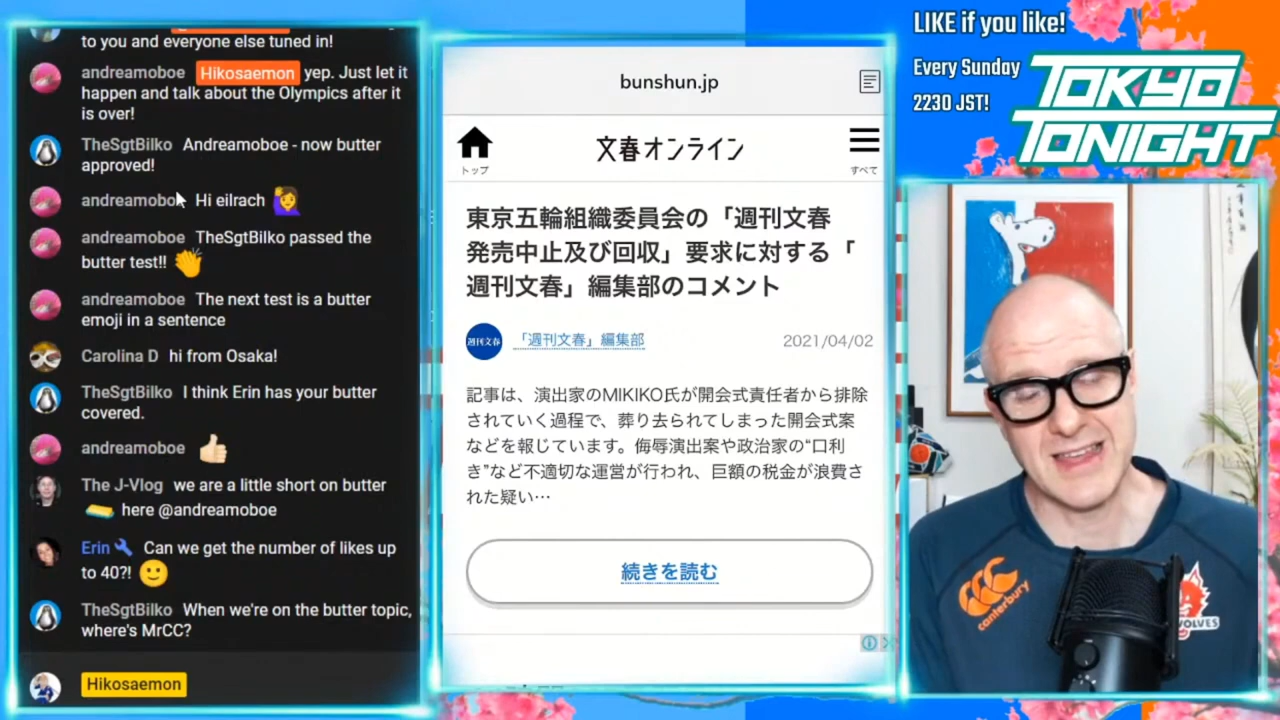 to you and everyone else tuned in!
andreamoboe Hikosaemon yep. Just let it
happen and talk about the Olympics after it
is over!
TheSgtBilko Andreamoboe - now butter
approved!
andreamobo Hi eilrach
andreamoboe TheSgtBilko passed the
butter test!!
andreamoboe The next test is a butter
emoji in a sentence
Carolina D hi from Osaka!
TheSgtBilko I think Erin has your butter
covered.
andreamoboe
The J-Vlog we are a little short on butter
here @andreamoboe
Erin Can we get the number of likes up
to 40?!
TheSgtBilko When we're on the butter topic,
where's MrCC?
Hikosaemon
bunshun.jp
トップ
文春オンライン
すべて
東京五輪組織委員会の「週刊文春
発売中止及び回収」要求に対する「
週刊文春」編集部のコメント
週刊文春
「週刊文春」編集部
2021/04/02
記事は、演出家のMIKIKO氏が開会式責任者から排除
されていく過程で、葬り去られてしまった開会式案
などを報じています。侮辱演出案や政治家の“口利
き”など不適切な運営が行われ、巨額の税金が浪費さ
れた疑い…
続きを読む
LIKE if you like!
Every Sunday
2230 JST!
TOKYO
TONIGHT
canterbury
WOLVES